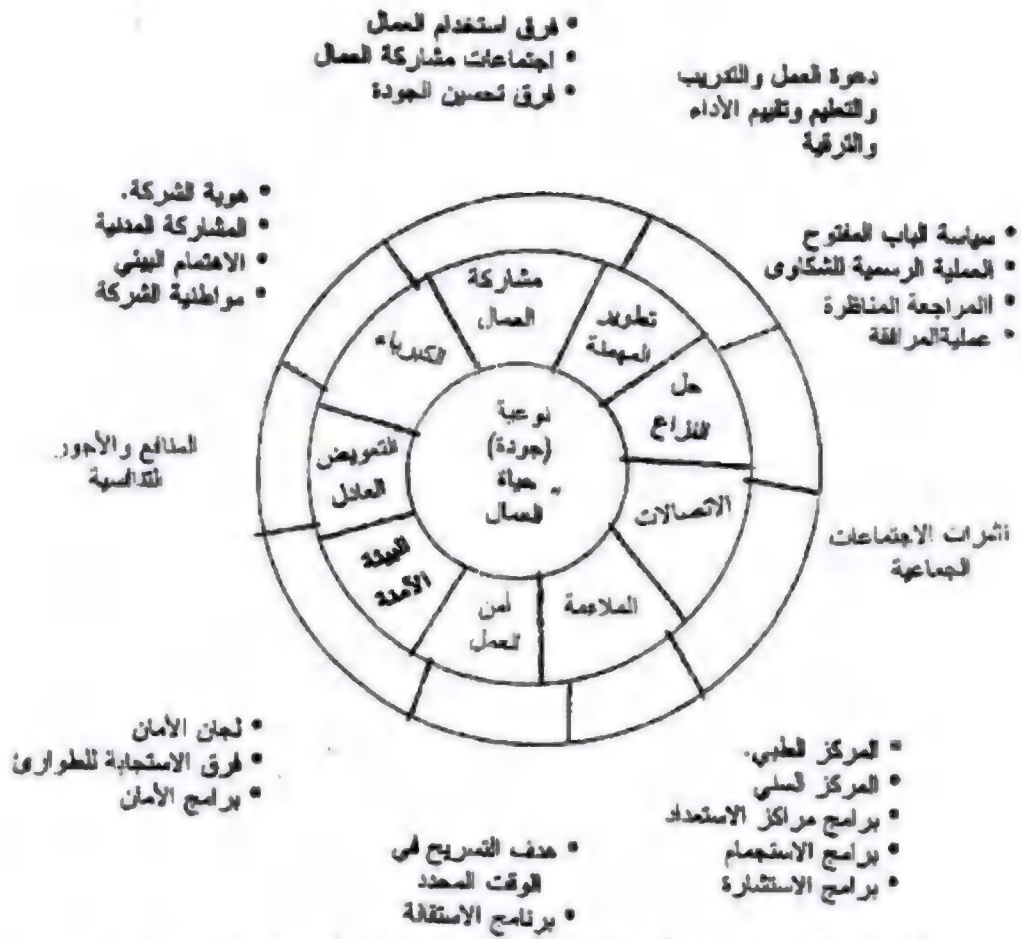 • فرق استخدام العمال
• اجتماعات مشاركة العمال
• فرق تحسين الجودة
دعوة العمل والتدريب
والتعليم وتقييم الأداء
والترقية
• هوية الشركة.
• المشاركة المدنية
• الاهتمام البيئي
• مواطنية الشركة
• سياسة الباب المفتوح
• العملية الرسمية للشكاوى
• المراجعة المناظرة
• عملية المرافقة
مشاركة
العمال
تطوير
المهنة
الكبرياء
حل
النزاع
نوعية
(جودة)
حياة
العمال
التعويض
العادل
المنافع والأجور
التنافسية
الاتصالات
نشرات الاجتماعات
الجماعية
البيئة
الآمنة
أمن
العمل
الملاءمة
• لجان الأمان
• فرق الاستجابة للطوارئ
• برامج الأمان
• المركز الطبي.
• المركز السني
• برامج مراكز الاستعداد
• برامج الاستجمام
• برامج الاستشارة
• هدف التسريح في
الوقت المحدد
• برنامج الاستقالة